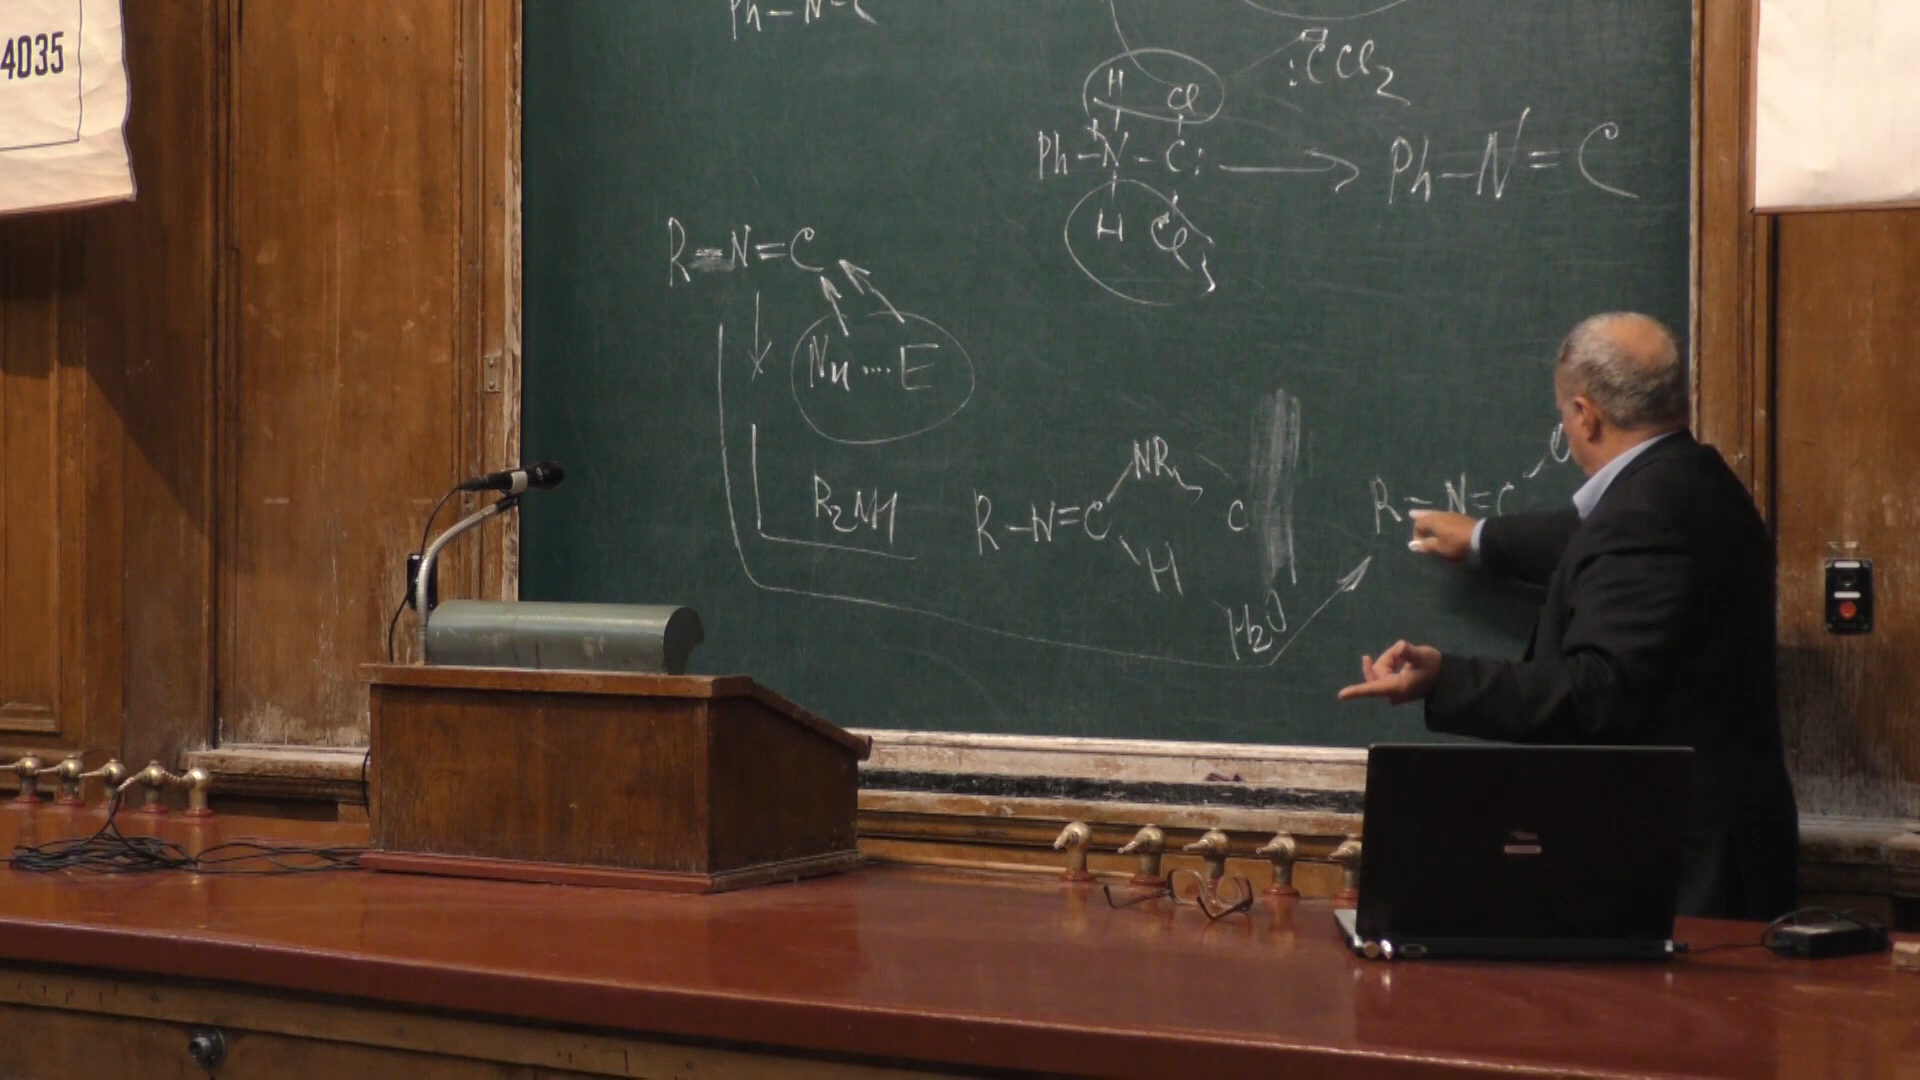 4035
Ph-N=C
:CCl2
H Cl
Ph-N-C: → Ph-N=C
H Cl
R=N=C
Nu....E
NR2
R2NH R-N=C C R=N=C
H
H2O